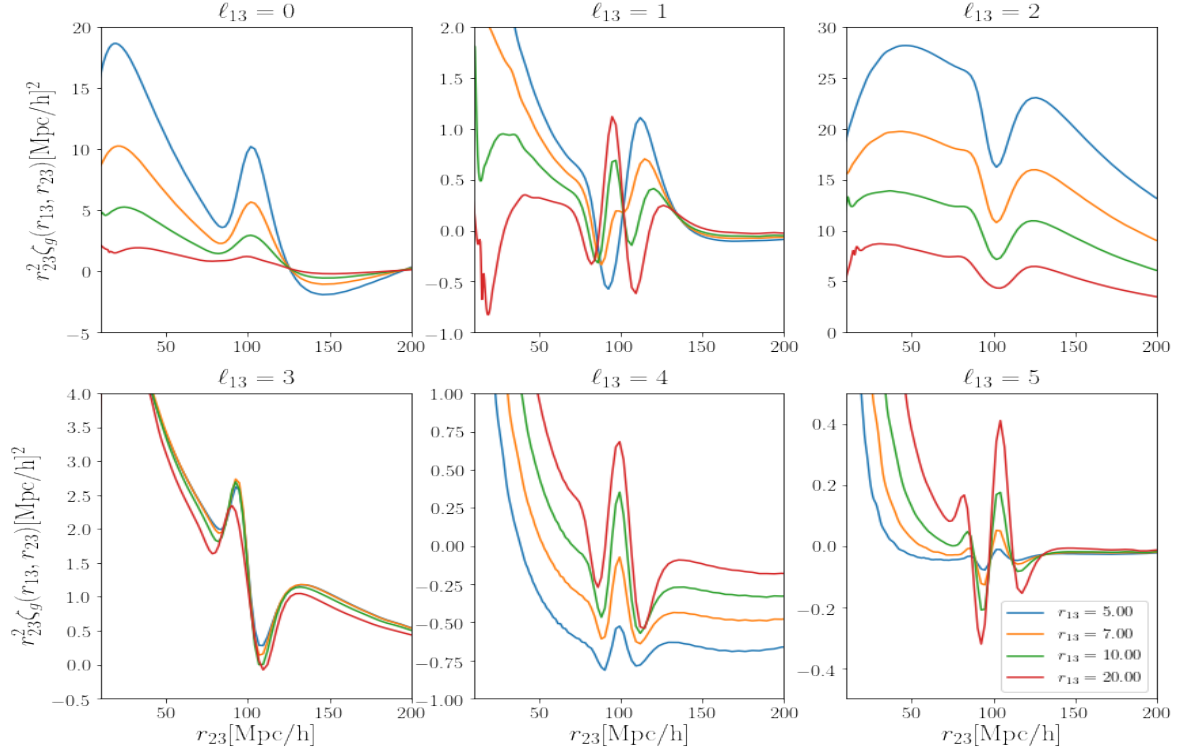 ℓ₁₃ = 0
ℓ₁₃ = 1
ℓ₁₃ = 2
20
15
10
5
0
−5
2.0
1.5
1.0
0.5
0.0
−0.5
−1.0
30
25
20
15
10
5
0
r²₂₃ζg(r₁₃, r₂₃)[Mpc/h]²
50 100 150 200
50 100 150 200
50 100 150 200
ℓ₁₃ = 3
ℓ₁₃ = 4
ℓ₁₃ = 5
4.0
3.5
3.0
2.5
2.0
1.5
1.0
0.5
0.0
−0.5
1.00
0.75
0.50
0.25
0.00
−0.25
−0.50
−0.75
−1.00
0.4
0.2
0.0
−0.2
−0.4
r²₂₃ζg(r₁₃, r₂₃)[Mpc/h]²
r₁₃ = 5.00
r₁₃ = 7.00
r₁₃ = 10.00
r₁₃ = 20.00
50 100 150 200
50 100 150 200
50 100 150 200
r₂₃[Mpc/h]
r₂₃[Mpc/h]
r₂₃[Mpc/h]